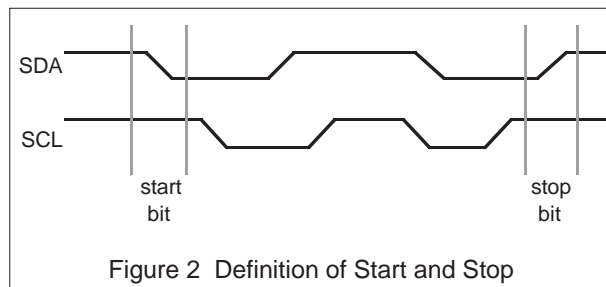 SDA
SCL
start
bit
stop
bit
Figure 2 Definition of Start and Stop